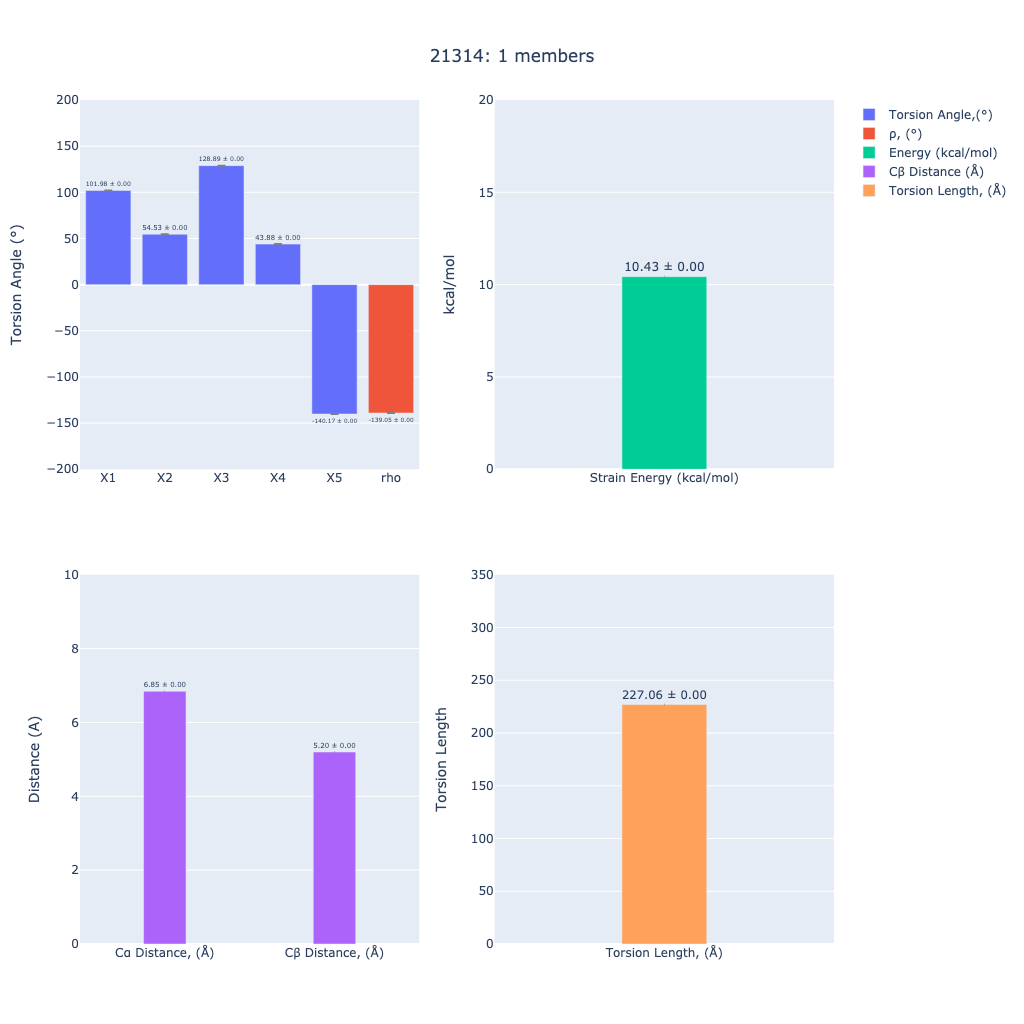 21314: 1 members
Torsion Angle (°)
200
150
100
50
0
−50
−100
−150
−200
101.98 ± 0.00
54.53 ± 0.00
128.89 ± 0.00
43.88 ± 0.00
-140.17 ± 0.00
-139.05 ± 0.00
X1 X2 X3 X4 X5 rho
kcal/mol
20
15
10
5
0
10.43 ± 0.00
Strain Energy (kcal/mol)
Torsion Angle,(°)
ρ, (°)
Energy (kcal/mol)
Cβ Distance (Å)
Torsion Length, (Å)
Distance (A)
10
8
6
4
2
0
6.85 ± 0.00
5.20 ± 0.00
Cα Distance, (Å) Cβ Distance, (Å)
Torsion Length
350
300
250
200
150
100
50
0
227.06 ± 0.00
Torsion Length, (Å)